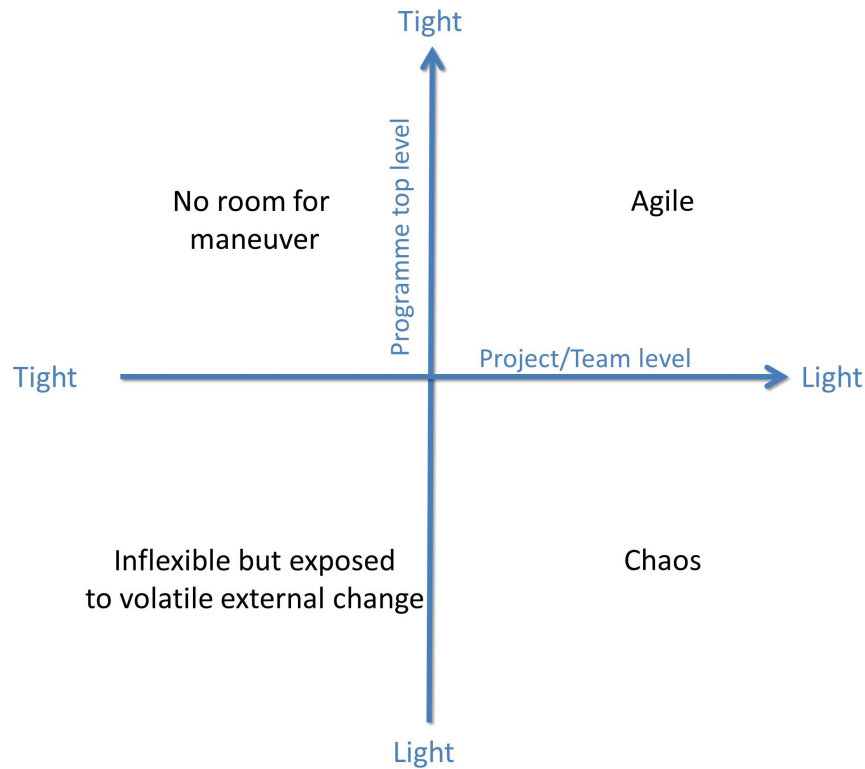 Tight
Programme top level
No room for
maneuver
Agile
Project/Team level
Tight
Light
Inflexible but exposed
to volatile external change
Chaos
Light